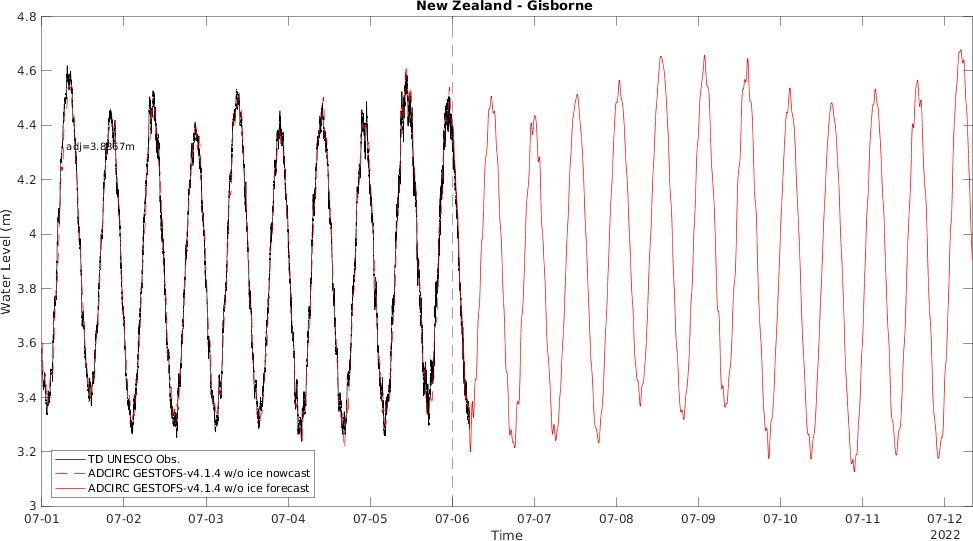 New Zealand - Gisborne
4.8
4.6
4.4
4.2
4
3.8
3.6
3.4
3.2
3
Water Level (m)
adj=3.8367m
TD UNESCO Obs.
ADCIRC GESTOFS-v4.1.4 w/o ice nowcast
ADCIRC GESTOFS-v4.1.4 w/o ice forecast
07-01 07-02 07-03 07-04 07-05 07-06 07-07 07-08 07-09 07-10 07-11 07-12
2022
Time